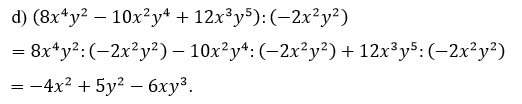 d) (8x⁴y² − 10x²y⁴ + 12x³y⁵): (−2x²y²)
= 8x⁴y²: (−2x²y²) − 10x²y⁴: (−2x²y²) + 12x³y⁵: (−2x²y²)
= −4x² + 5y² − 6xy³.